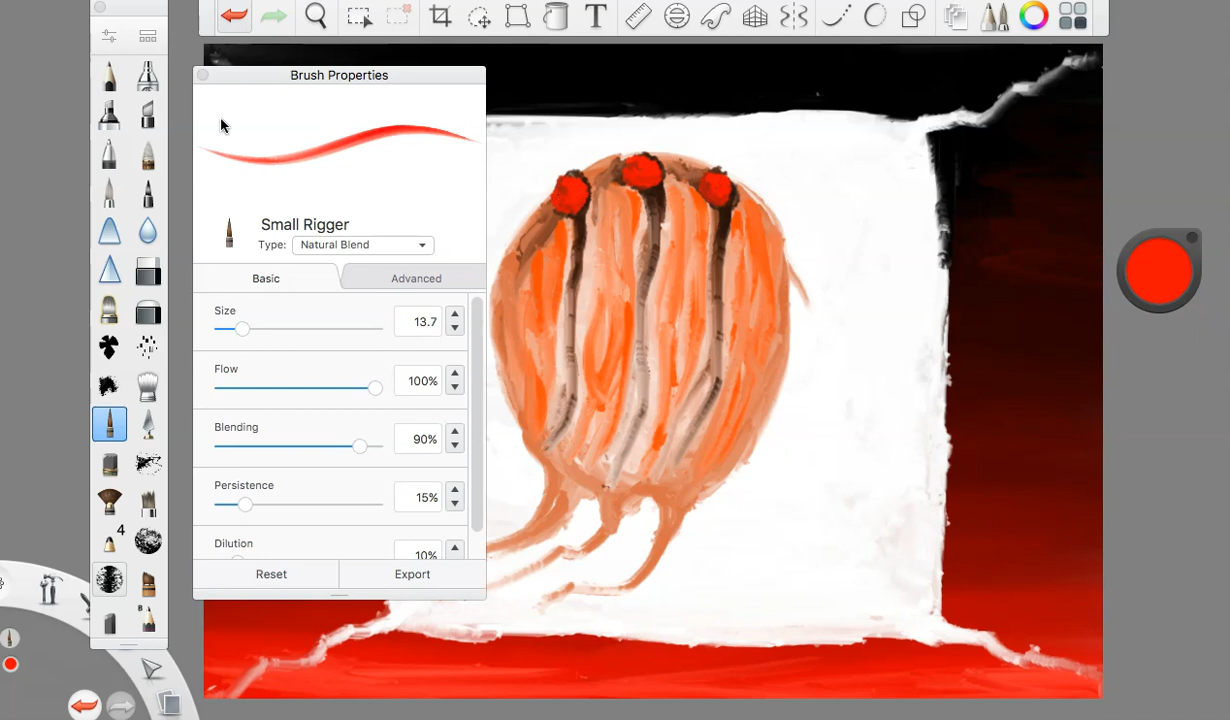 T
Brush Properties
Small Rigger
Type: Natural Blend
Basic
Advanced
Size
13.7
Flow
100%
Blending
90%
Persistence
15%
Dilution
10%
Reset
Export
4
8